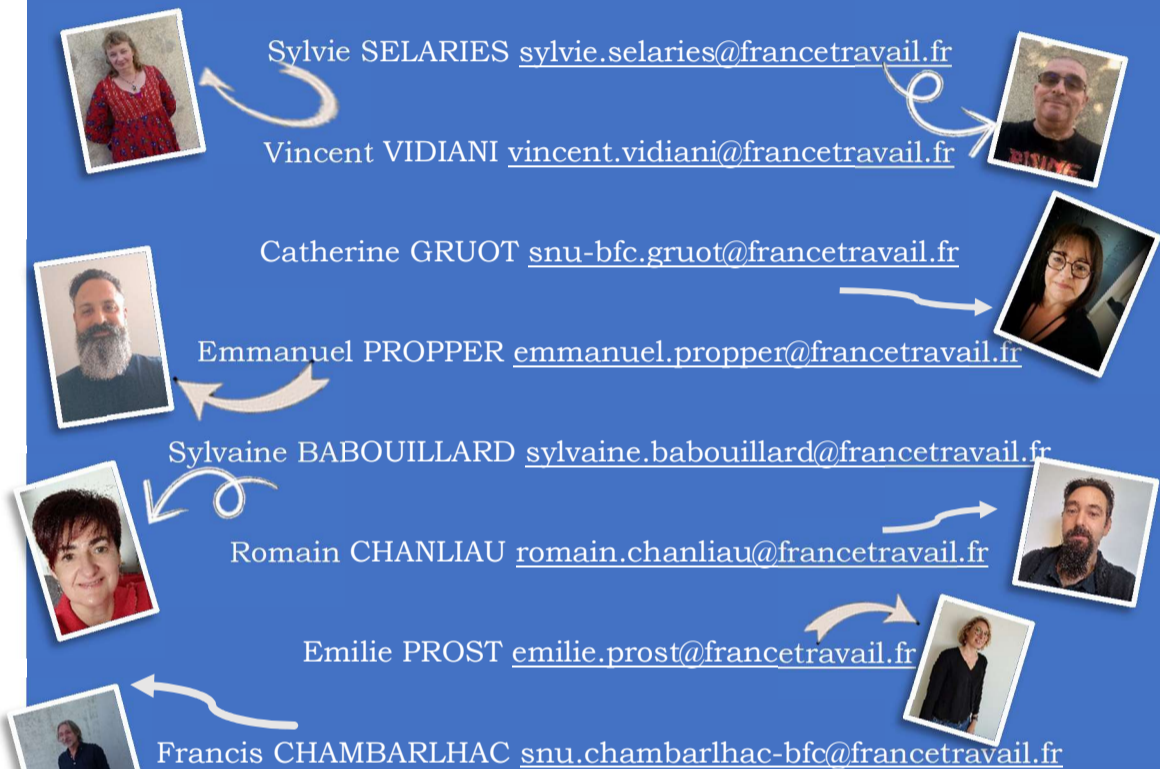 Sylvie SELARIES sylvie.selaries@francetravail.fr
Vincent VIDIANI vincent.vidiani@francetravail.fr
Catherine GRUOT snu-bfc.gruot@francetravail.fr
Emmanuel PROPPER emmanuel.propper@francetravail.fr
Sylvaine BABOUILLARD sylvaine.babouillard@francetravail.fr
Romain CHANLIAU romain.chanliau@francetravail.fr
Emilie PROST emilie.prost@francetravail.fr
Francis CHAMBARLHAC snu.chambarlhac-bfc@francetravail.fr